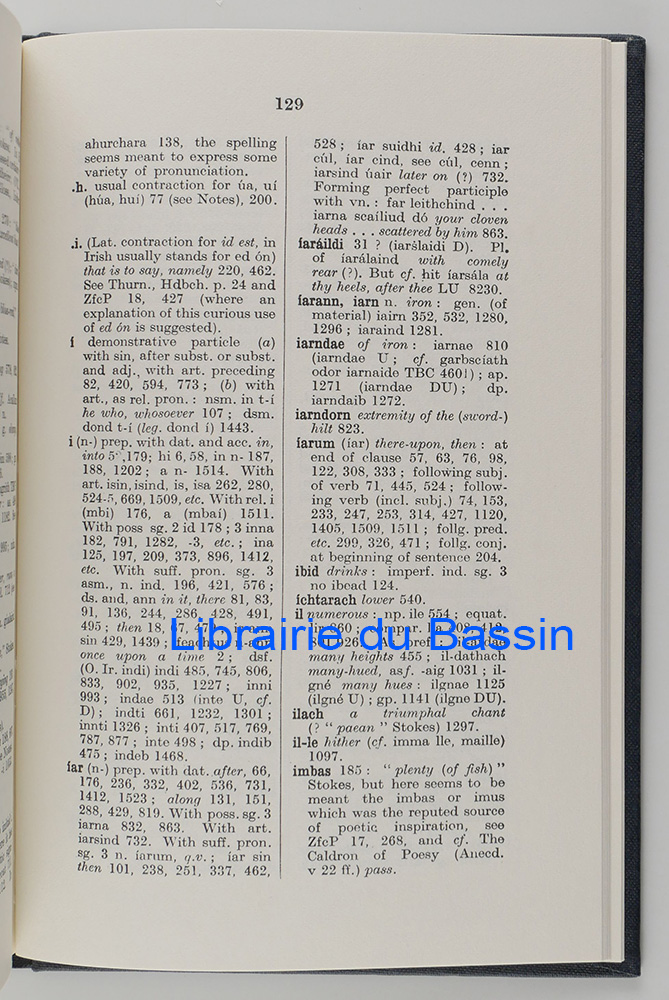 129
ahurchara 138, the spelling
seems meant to express some
variety of pronunciation.
.h. usual contraction for úa, uí
(húa, huí) 77 (see Notes), 200.
.i. (Lat. contraction for id est, in
Irish usually stands for ed ón)
that is to say, namely 220, 462.
See Thurn., Hdbch. p. 24 and
ZfcP 18, 427 (where an
explanation of this curious use
of ed ón is suggested).
í demonstrative particle (a)
with sin, after subst. or subst.
and adj., with art. preceding
82, 420, 594, 773 ; (b) with
art., as rel. pron. : nsm. in t-í
he who, whosoever 107 ; dsm.
dond t-í (leg. dond í) 1443.
i (n-) prep. with dat. and acc. in,
into 179; hi 6, 58, in n- 187,
188, 1202 ; a n- 1514. With
art. isin, isind, is, isa 262, 280,
524-5, 669, 1509, etc. With rel. i
(mbi) 176, a (mbaí) 1511.
With poss sg. 2 id 178 ; 3 inna
182, 791, 1282, -3, etc. ; ina
125, 197, 209, 373, 896, 1412,
etc. With suff. pron. sg. 3
asm., n. ind. 196, 421, 576 ;
ds. and. ann in it, there 81, 83,
91, 136, 244, 286, 428, 491,
495 ; then 18, 67,
sin 429, 1439 ;
once upon a time 2 ; dsf.
(O. Ir. indi) indi 485, 745, 806,
833, 902, 935, 1227 ; inni
993 ; indae 513 (inte U, cf.
D) ; indti 661, 1232, 1301 ;
innti 1326 ; inti 407, 517, 769,
787, 877 ; inte 498 ; dp. indib
475 ; indeb 1468.
íar (n-) prep. with dat. after, 66,
176, 236, 332, 402, 536, 731,
1412, 1523 ; along 131, 151,
288, 429, 819. With poss. sg. 3
iarna 832, 863. With art.
iarsind 732. With suff. pron.
sg. 3 n. íarum, q.v. ; íar sin
then 101, 238, 251, 337, 462,
528 ; íar suidhi id. 428 ; iar
cúl, íar cind, see cúl, cenn ;
iarsind úair later on (?) 732.
Forming perfect participle
with vn. : far leithchind . . .
iarna scaíliud dó your cloven
heads . . . scattered by him 863.
íaráildi 31 ? (iarślaidi D). Pl.
of íarálaind with comely
rear (?). But cf. hit íarsála at
thy heels, after thee LU 8230.
íarann, iarn n. iron : gen. (of
material) iairn 352, 532, 1280,
1296 ; iaraind 1281.
iarndae of iron : iarnae 810
(iarndae U ; cf. garbscíath
odor iarnaide TBC 4601) ; ap.
1271 (iarndae DU) ; dp.
iarndaib 1272.
iarndorn extremity of the (sword-)
hilt 823.
íarum (íar) there-upon, then : at
end of clause 57, 63, 76, 98,
122, 308, 333 ; following subj.
of verb 71, 445, 524 ; follow-
ing verb (incl. subj.) 74, 153,
233, 247, 253, 314, 427, 1120,
1405, 1509, 1511 ; follg. pred.
etc. 299, 326, 471 ; follg. conj.
at beginning of sentence 204.
ibid drinks : imperf. ind. sg. 3
no ibead 124.
íchtarach lower 540.
il numerous : np. ile 554 ; equat.
Librairie du Bassin
many heights 455 ; il-dathach
many-hued, asf. -aig 1031 ; il-
gné many hues : ilgnae 1125
(ilgné U) ; gp. 1141 (ilgne DU).
ilach a triumphal chant
(? " paean " Stokes) 1297.
il-le hither (cf. imma lle, maille)
1097.
imbas 185 : " plenty (of fish) "
Stokes, but here seems to be
meant the imbas or imus
which was the reputed source
of poetic inspiration, see
ZfcP 17, 268, and cf. The
Caldron of Poesy (Anecd.
v 22 ff.) pass.